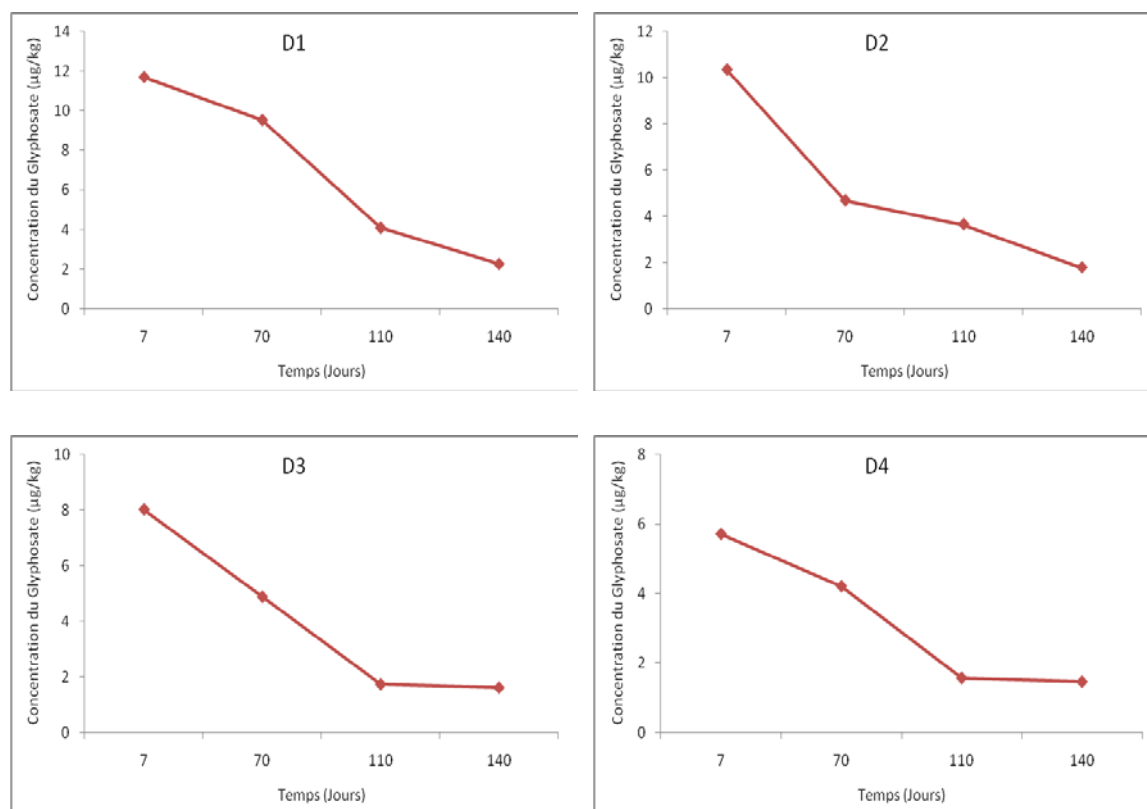 D1
Concentration du Glyphosate (µg/kg)
14
12
10
8
6
4
2
0
7 70 110 140
Temps (Jours)
D2
Concentration du Glyphosate (µg/kg)
12
10
8
6
4
2
0
7 70 110 140
Temps (Jours)
D3
Concentration du Glyphosate (µg/kg)
10
8
6
4
2
0
7 70 110 140
Temps (Jours)
D4
Concentration du Glyphosate (µg/kg)
8
6
4
2
0
7 70 110 140
Temps (Jours)